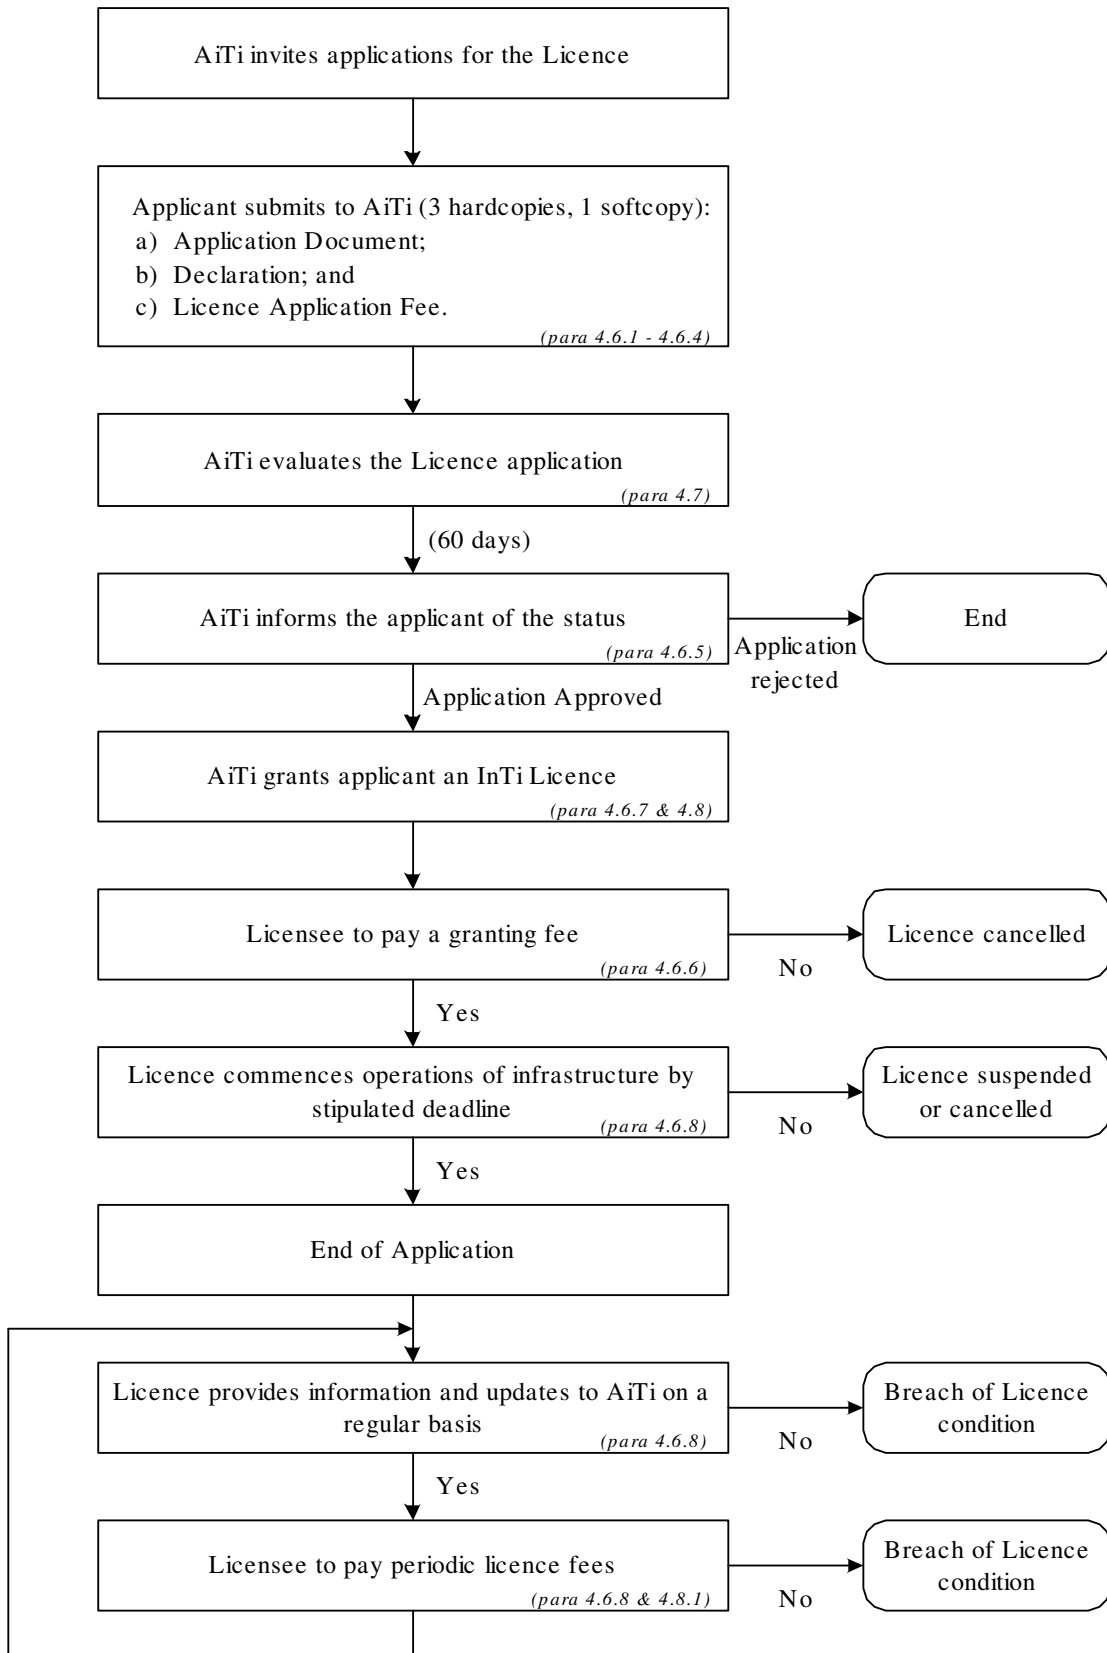 AiTi invites applications for the Licence
Applicant submits to AiTi (3 hardcopies, 1 softcopy):
a) Application Document;
b) Declaration; and
c) Licence Application Fee.
(para 4.6.1 - 4.6.4)
AiTi evaluates the Licence application
(para 4.7)
(60 days)
AiTi informs the applicant of the status
(para 4.6.5)
End
Application
rejected
Application Approved
AiTi grants applicant an InTi Licence
(para 4.6.7 & 4.8)
Licensee to pay a granting fee
(para 4.6.6)
Licence cancelled
No
Yes
Licence commences operations of infrastructure by
stipulated deadline
(para 4.6.8)
Licence suspended
or cancelled
No
Yes
End of Application
Licence provides information and updates to AiTi on a
regular basis
(para 4.6.8)
Breach of Licence
condition
No
Yes
Licensee to pay periodic licence fees
(para 4.6.8 & 4.8.1)
Breach of Licence
condition
No